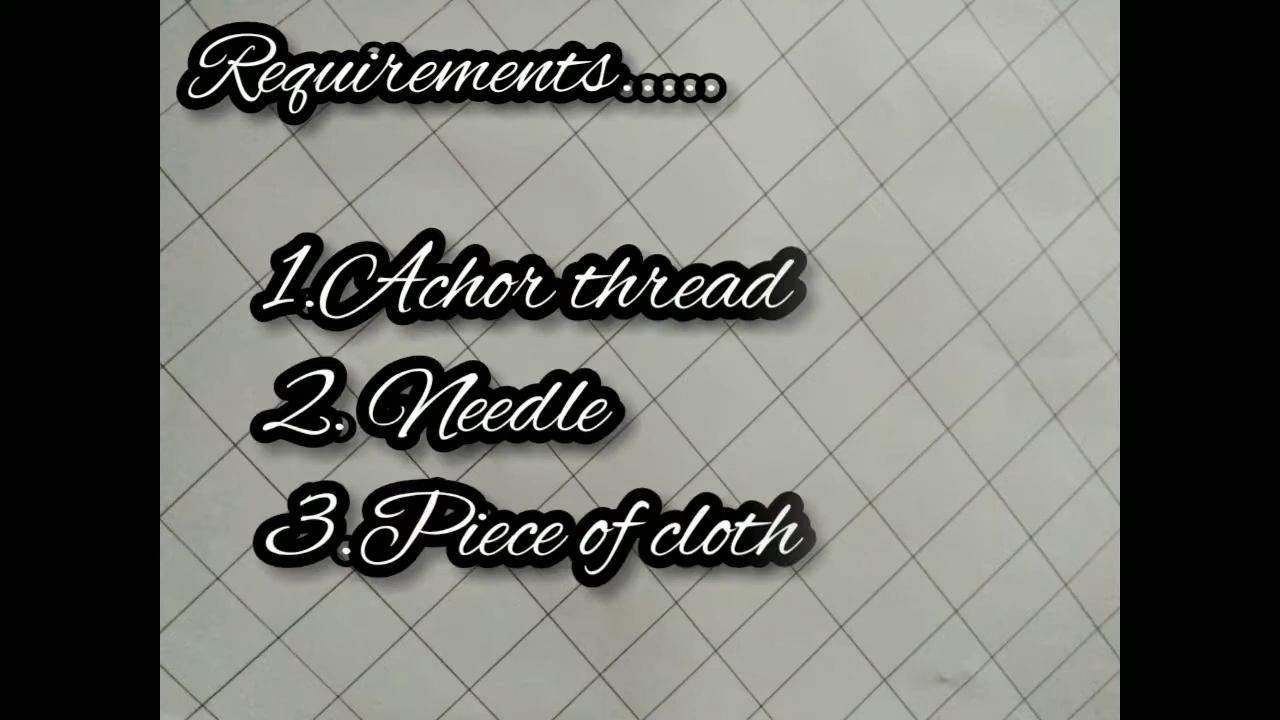 Requirements.....
1.Achor thread
2. Needle
3.Piece of cloth